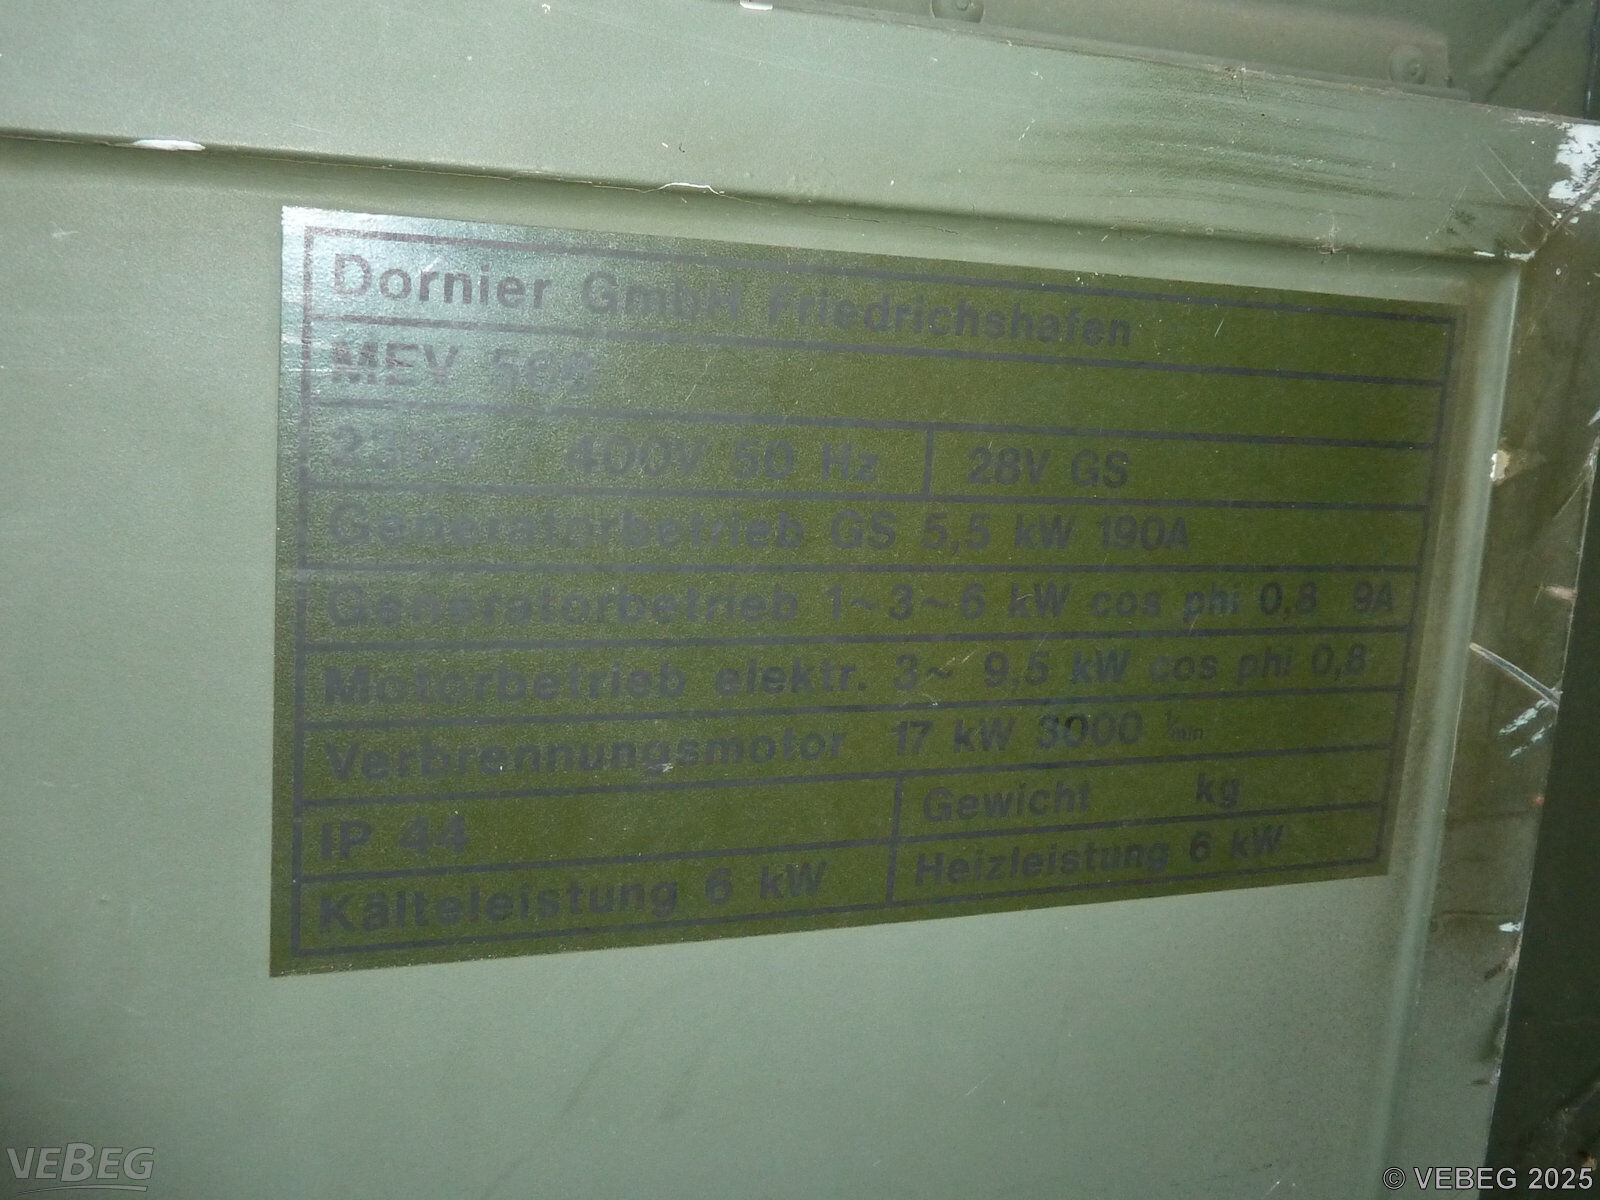 Dornier GmbH Friedrichshafen
MEV
230V / 400V 50 Hz 28V GS
Generatorbetrieb GS 5,5 kW 190A
Generatorbetrieb 1~3~6 kW cos phi 0,8 9A
Motorbetrieb elektr. 3~ 9,5 kW cos phi 0,8
Verbrennungsmotor 17 kW 3000 1/min
IP 44 Gewicht kg
Kälteleistung 6 kW Heizleistung 6 kW
VEBEG
© VEBEG 2025